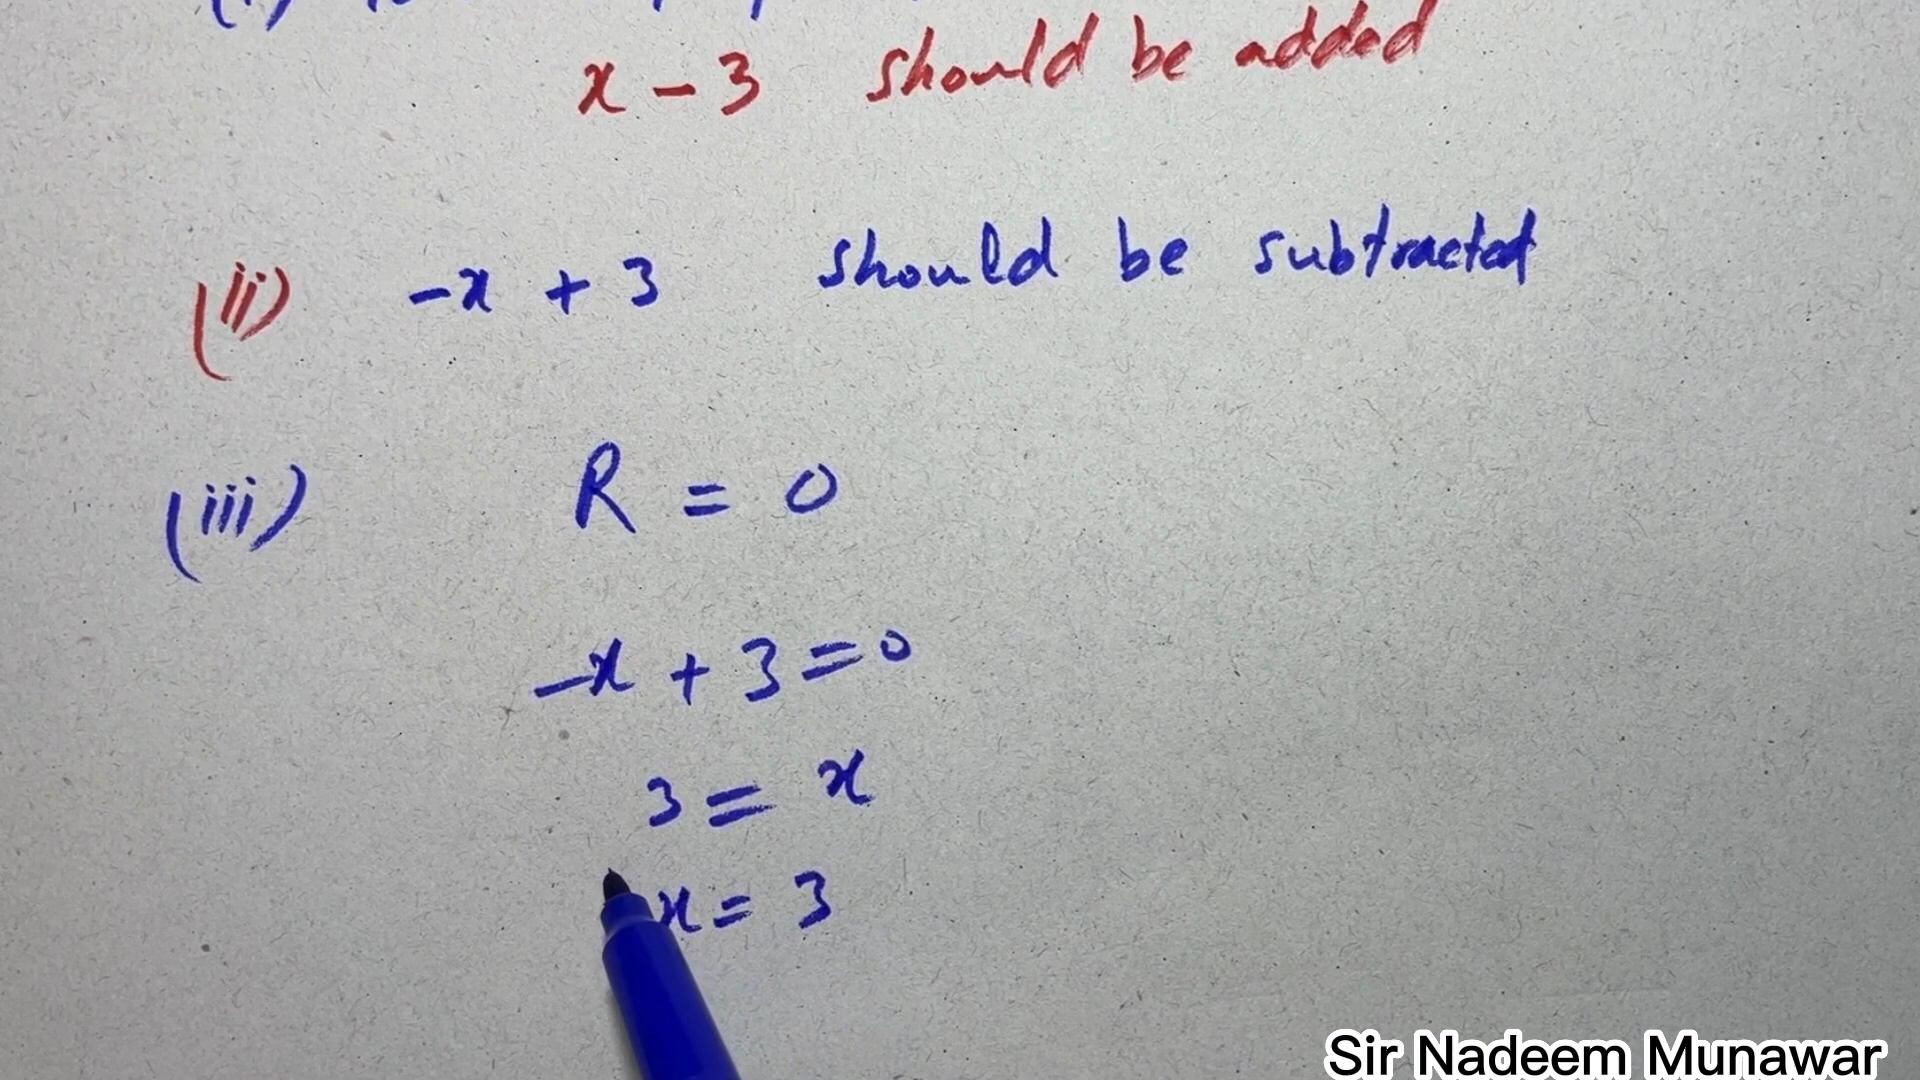 (i)
x - 3 should be added
(ii) -x + 3 should be subtracted
(iii) R = 0
-x + 3 = 0
3 = x
x = 3
Sir Nadeem Munawar